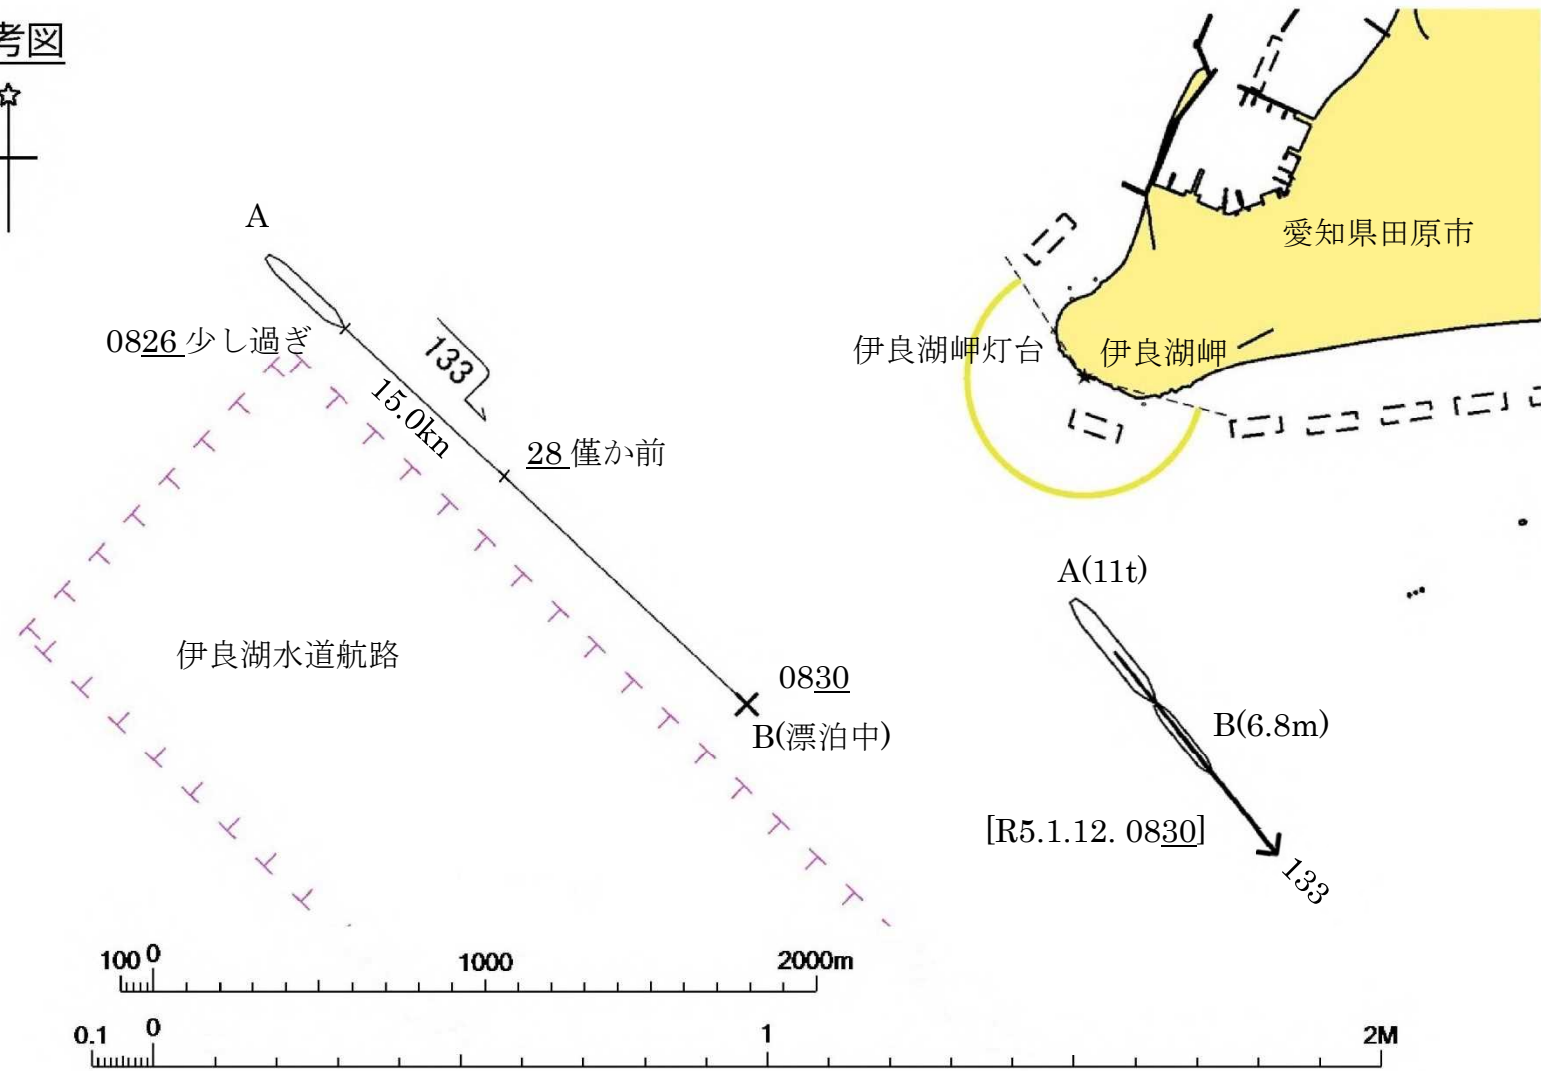 考図
A
愛知県田原市
0826 少し過ぎ
133
伊良湖岬灯台
伊良湖岬
15.0kn
28 僅か前
A(11t)
伊良湖水道航路
0830
B(漂泊中)
B(6.8m)
[R5.1.12. 0830]
133
100 0 1000 2000m
0.1 0 1 2M